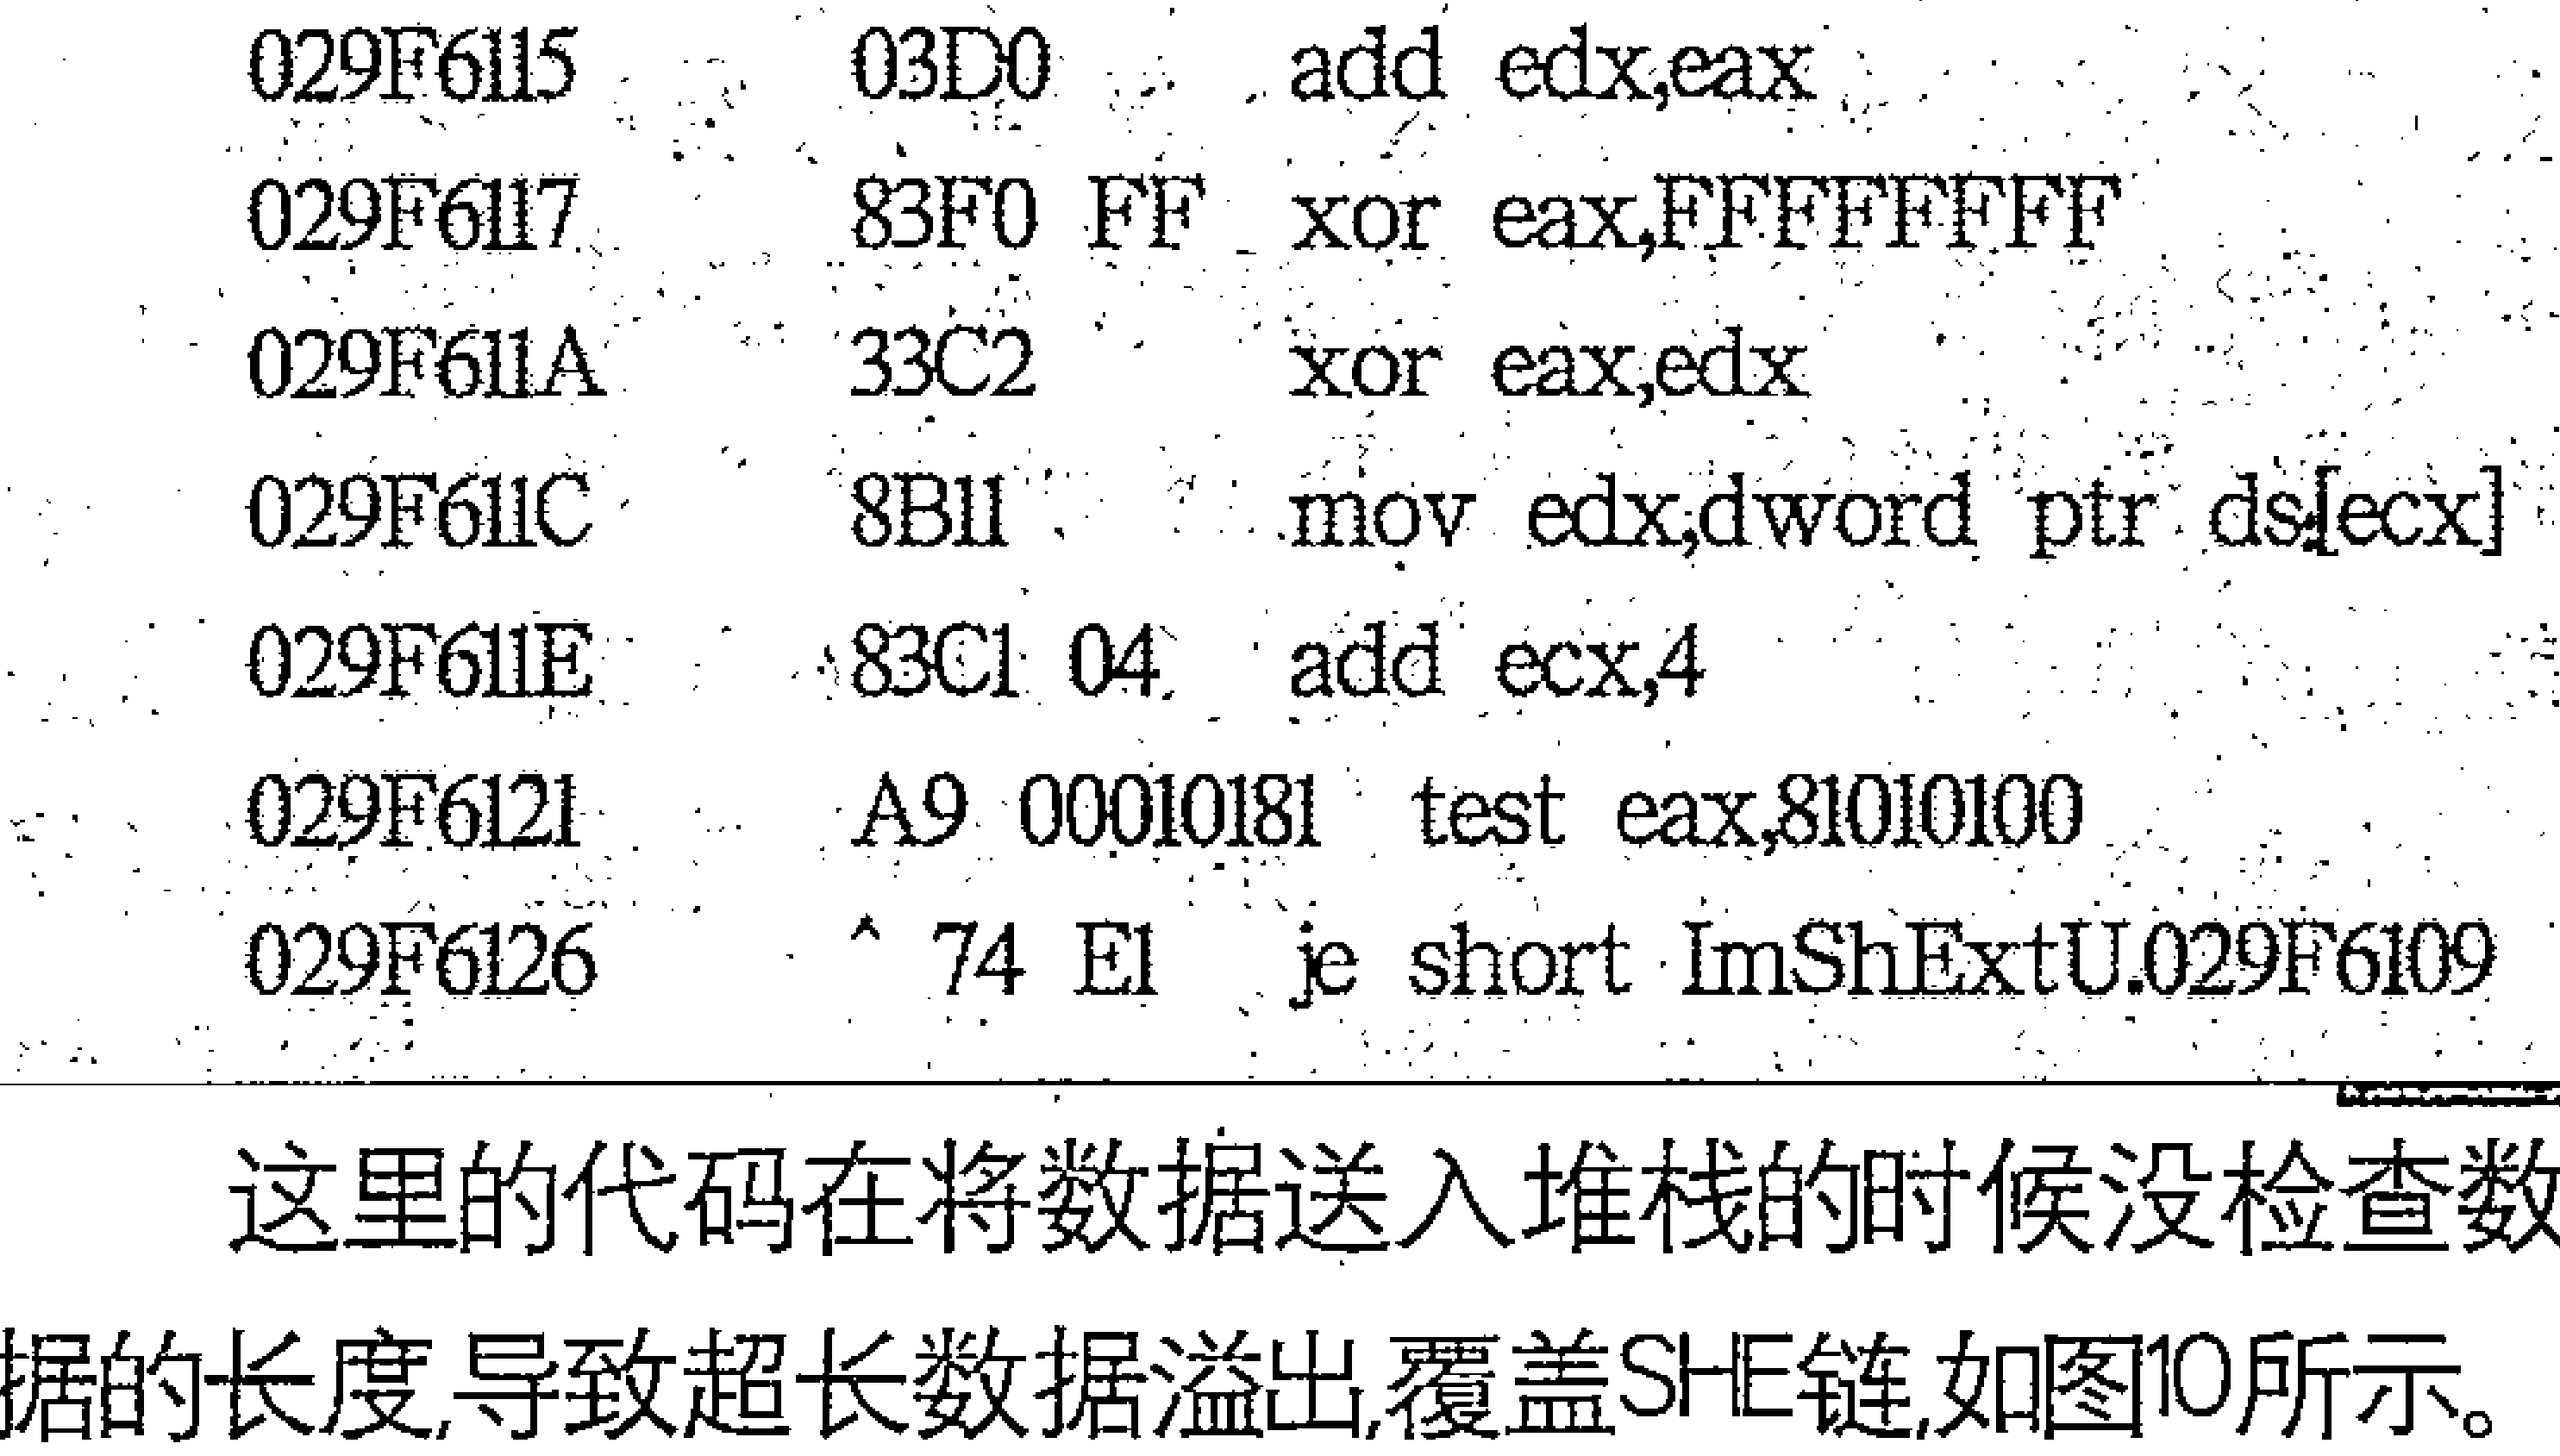 029F6115 03D0 add edx,eax
029F6117 83F0 FF xor eax,FFFFFFFF
029F611A 33C2 xor eax,edx
029F611C 8B11 mov edx,dword ptr ds:[ecx]
029F611E 83C1 04 add ecx,4
029F6121 A9 00010181 test eax,81010100
029F6126 ^ 74 E1 je short ImShExtU.029F6109
这里的代码在将数据送入堆栈的时候没检查数
据的长度,导致超长数据溢出,覆盖SHE链,如图10所示。